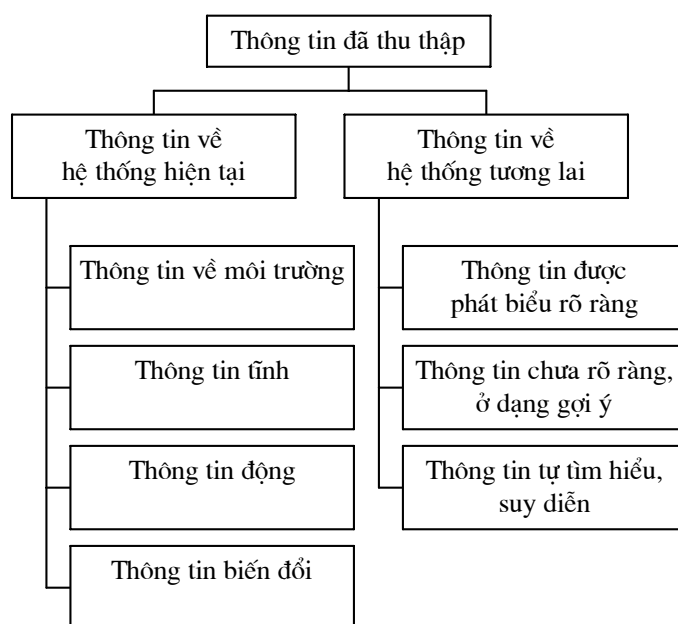 Thông tin đã thu thập
Thông tin về
hệ thống hiện tại
Thông tin về
hệ thống tương lai
Thông tin về môi trường
Thông tin tĩnh
Thông tin động
Thông tin biến đổi
Thông tin được
phát biểu rõ ràng
Thông tin chưa rõ ràng,
ở dạng gợi ý
Thông tin tự tìm hiểu,
suy diễn